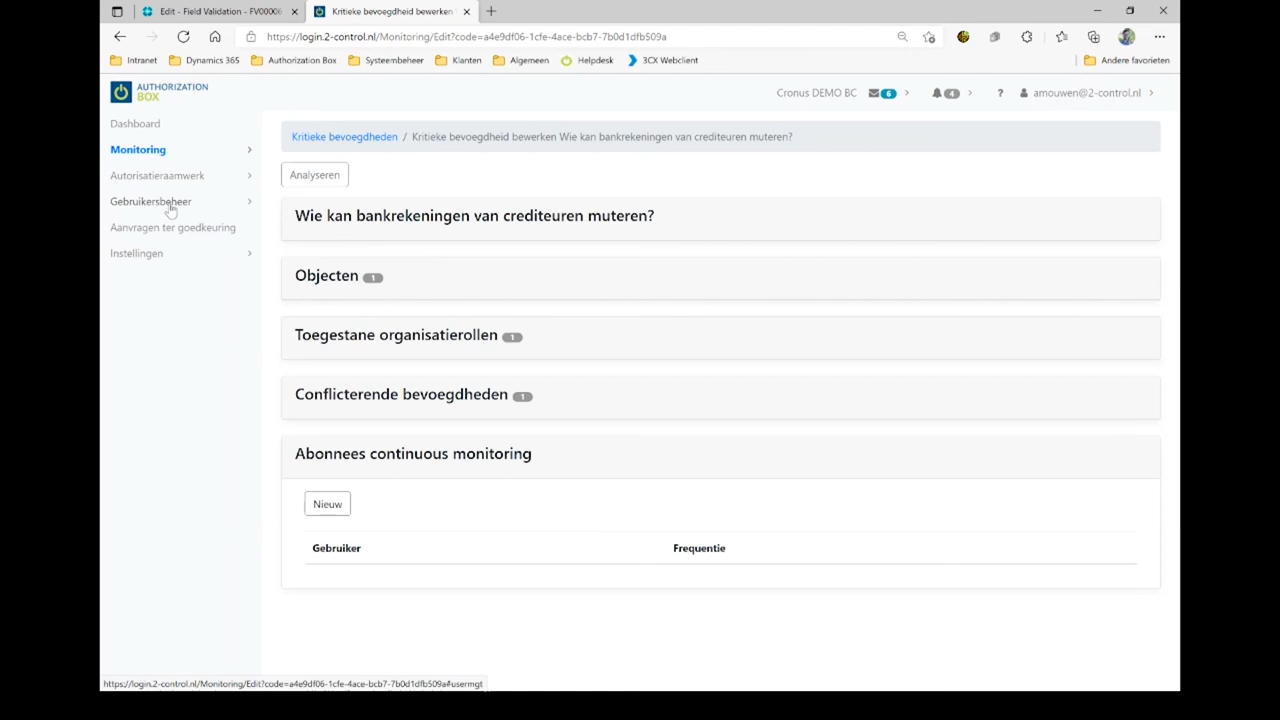 Edit - Field Validation - FV00006
Kritieke bevoegdheid bewerken
https://login.2-control.nl/Monitoring/Edit?code=a4e9df06-1cfe-4ace-bcb7-7b0d1dfb509a
Intranet
Dynamics 365
Authorization Box
Systeembeheer
Klanten
Algemeen
Helpdesk
3CX Webclient
Andere favorieten
AUTHORIZATION
BOX
Cronus DEMO BC
6
4
?
amouwen@2-control.nl
Dashboard
Monitoring
Autorisatieraamwerk
Gebruikersbeheer
Aanvragen ter goedkeuring
Instellingen
Kritieke bevoegdheden / Kritieke bevoegdheid bewerken Wie kan bankrekeningen van crediteuren muteren?
Analyseren
Wie kan bankrekeningen van crediteuren muteren?
Objecten 1
Toegestane organisatierollen 1
Conflicterende bevoegdheden 1
Abonnees continuous monitoring
Nieuw
Gebruiker
Frequentie
https://login.2-control.nl/Monitoring/Edit?code=a4e9df06-1cfe-4ace-bcb7-7b0d1dfb509a#usermgt